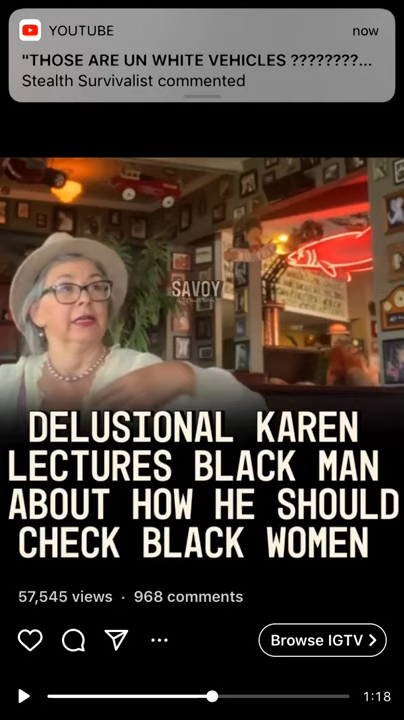 YOUTUBE
now
"THOSE ARE UN WHITE VEHICLES ????????...
Stealth Survivalist commented
SAVOY
DELUSIONAL KAREN
LECTURES BLACK MAN
ABOUT HOW HE SHOULD
CHECK BLACK WOMEN
57,545 views · 968 comments
Browse IGTV
1:18